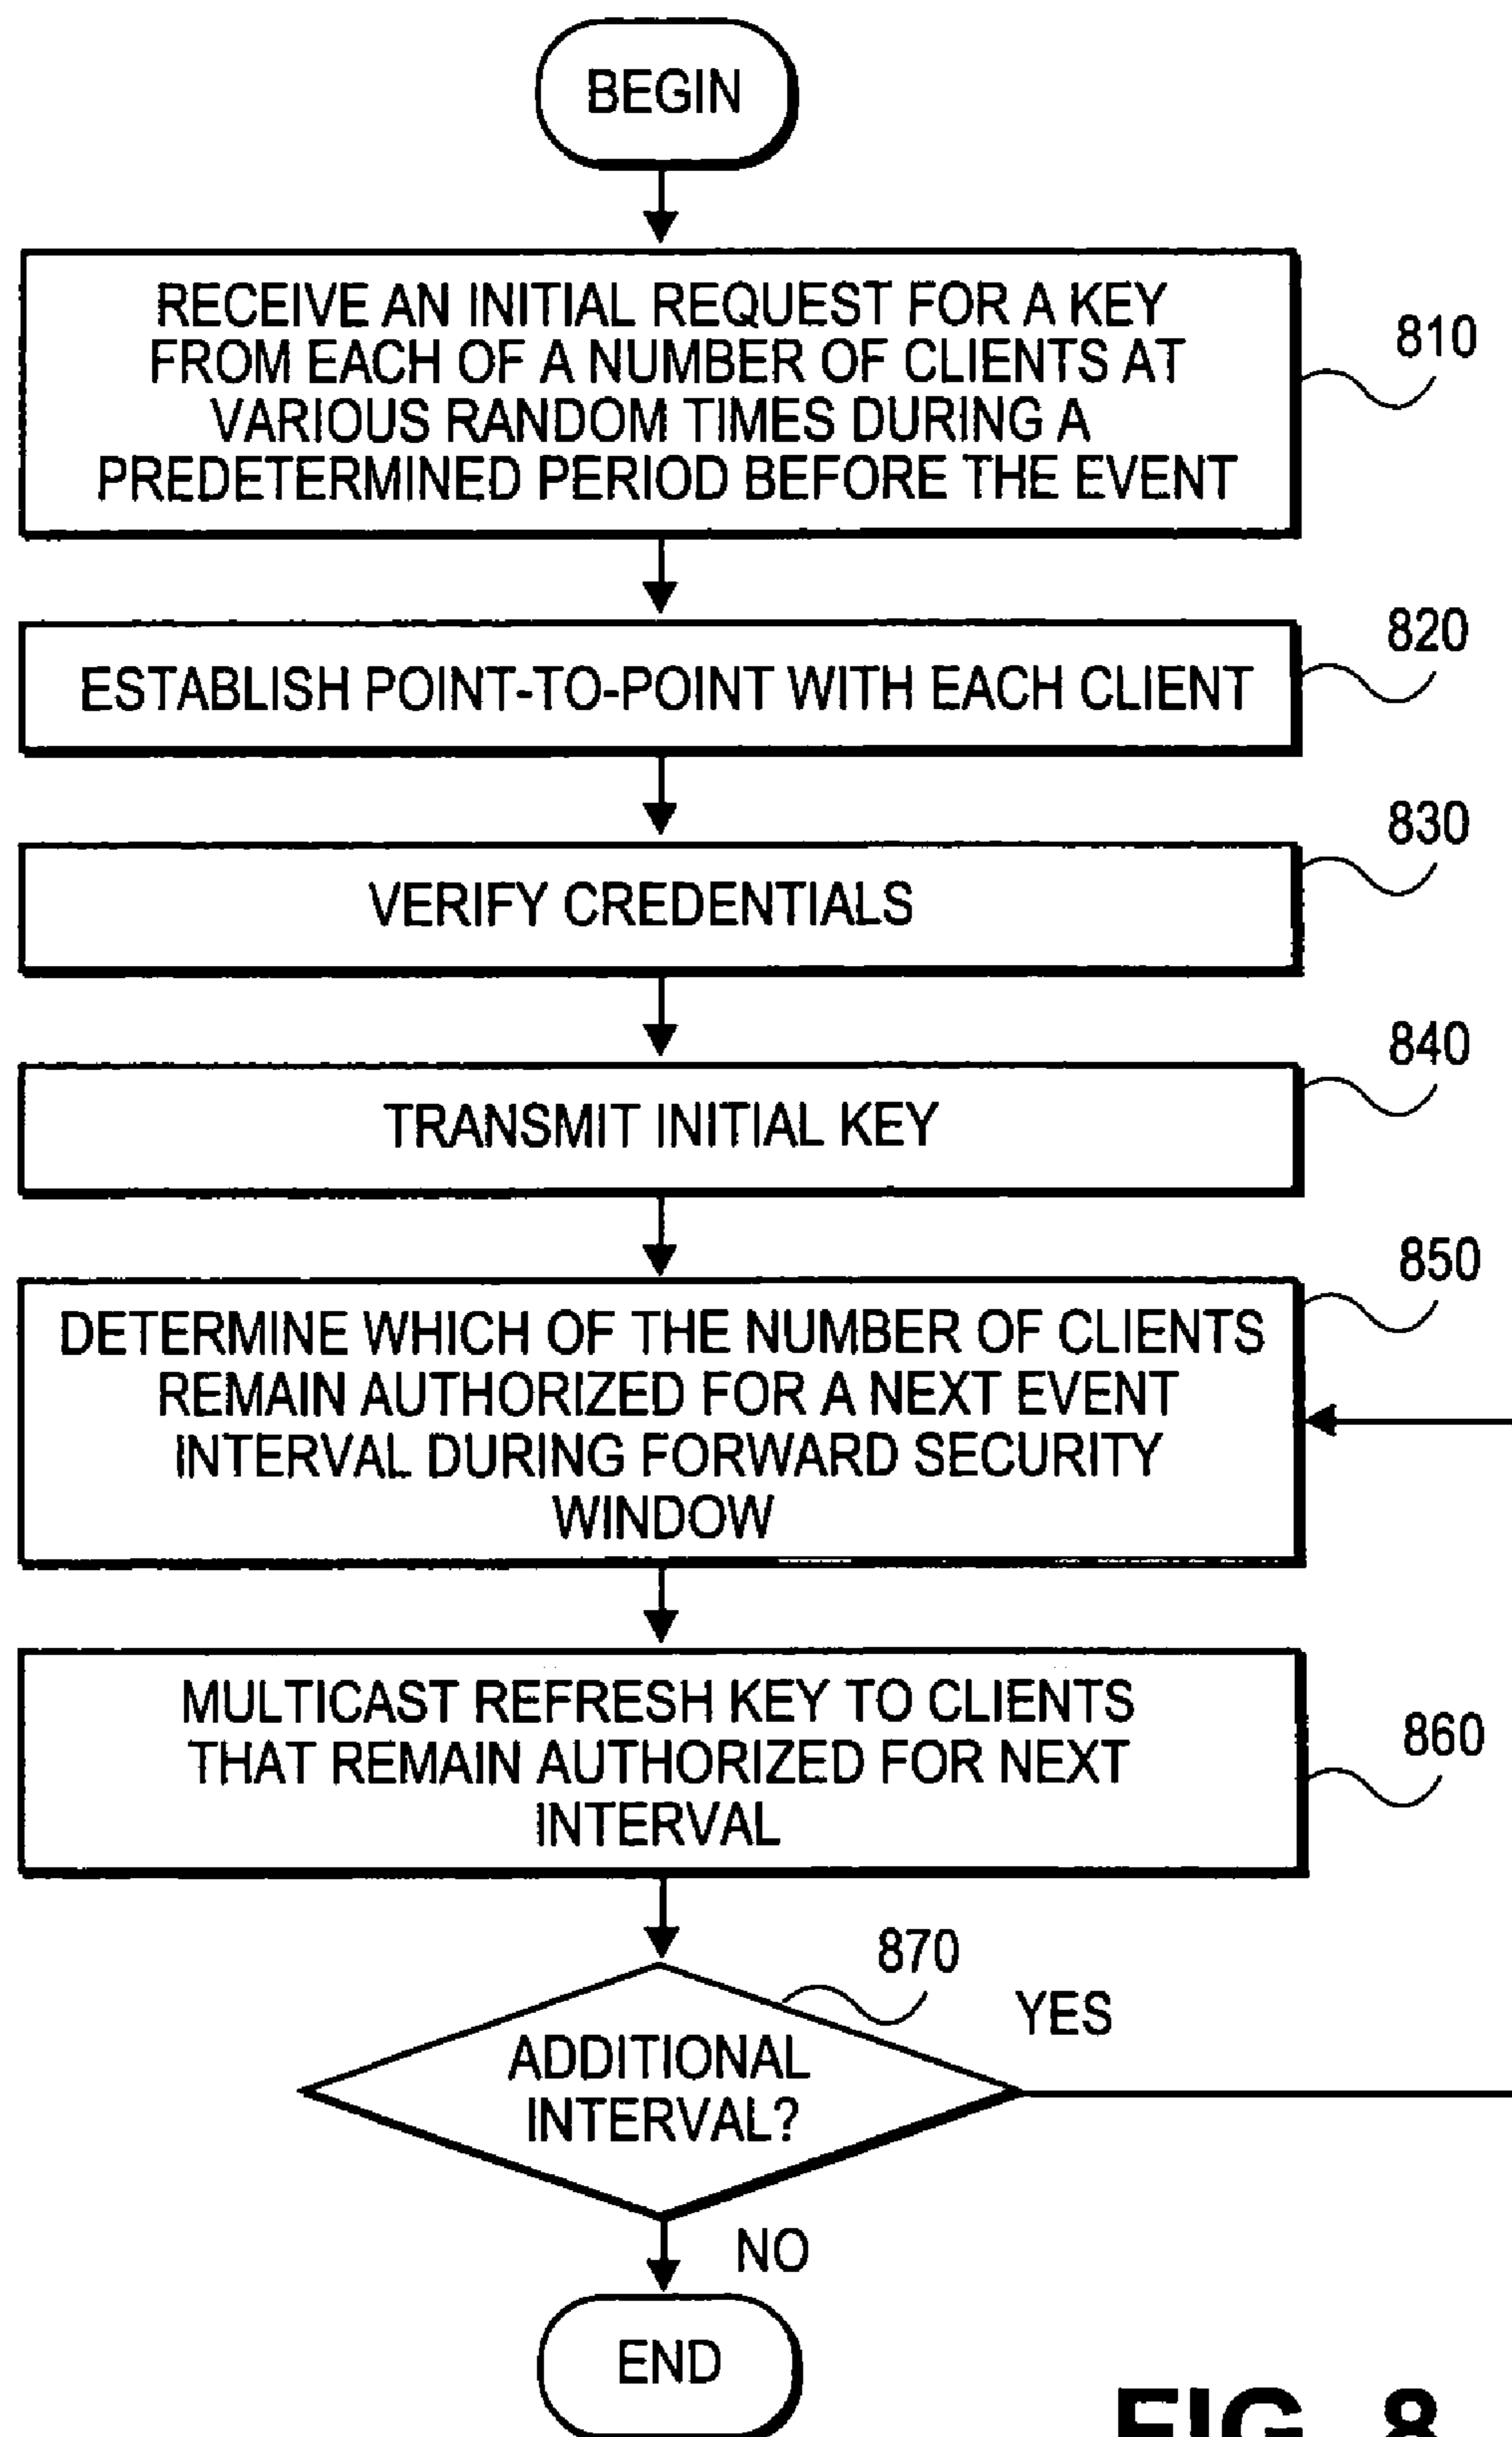 BEGIN
RECEIVE AN INITIAL REQUEST FOR A KEY
FROM EACH OF A NUMBER OF CLIENTS AT
VARIOUS RANDOM TIMES DURING A
PREDETERMINED PERIOD BEFORE THE EVENT
810
ESTABLISH POINT-TO-POINT WITH EACH CLIENT
820
VERIFY CREDENTIALS
830
TRANSMIT INITIAL KEY
840
DETERMINE WHICH OF THE NUMBER OF CLIENTS
REMAIN AUTHORIZED FOR A NEXT EVENT
INTERVAL DURING FORWARD SECURITY
WINDOW
850
MULTICAST REFRESH KEY TO CLIENTS
THAT REMAIN AUTHORIZED FOR NEXT
INTERVAL
860
870
YES
ADDITIONAL
INTERVAL?
NO
END
FIG. 8